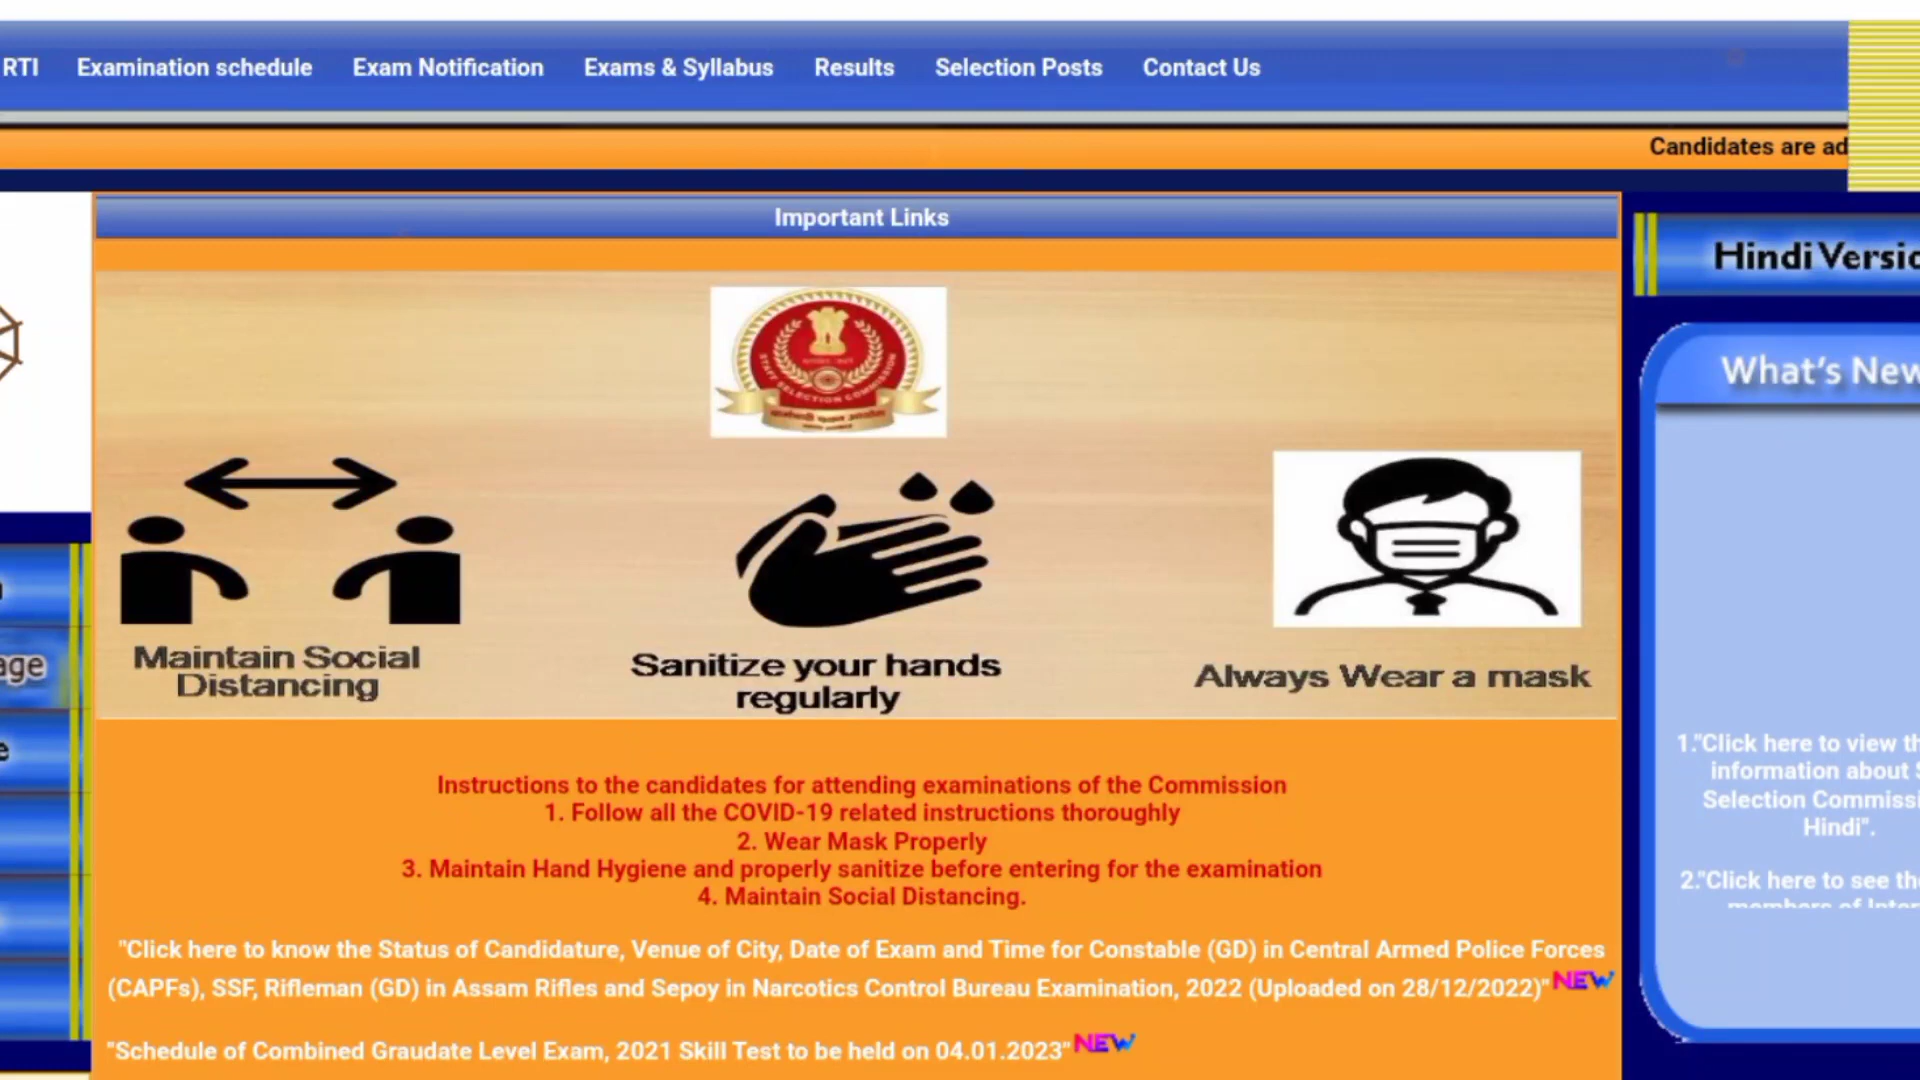 RTI Examination schedule Exam Notification Exams & Syllabus Results Selection Posts Contact Us
Candidates are ad
Important Links
Hindi Versio
What's New
STAFF SELECTION COMMISSION
Maintain Social
Distancing
Sanitize your hands
regularly
Always Wear a mask
age
e
Instructions to the candidates for attending examinations of the Commission
1. Follow all the COVID-19 related instructions thoroughly
2. Wear Mask Properly
3. Maintain Hand Hygiene and properly sanitize before entering for the examination
4. Maintain Social Distancing.
"Click here to know the Status of Candidature, Venue of City, Date of Exam and Time for Constable (GD) in Central Armed Police Forces
(CAPFs), SSF, Rifleman (GD) in Assam Rifles and Sepoy in Narcotics Control Bureau Examination, 2022 (Uploaded on 28/12/2022)" NEW
"Schedule of Combined Graudate Level Exam, 2021 Skill Test to be held on 04.01.2023" NEW
1."Click here to view th
information about S
Selection Commissi
Hindi".
2."Click here to see the
members of Inter